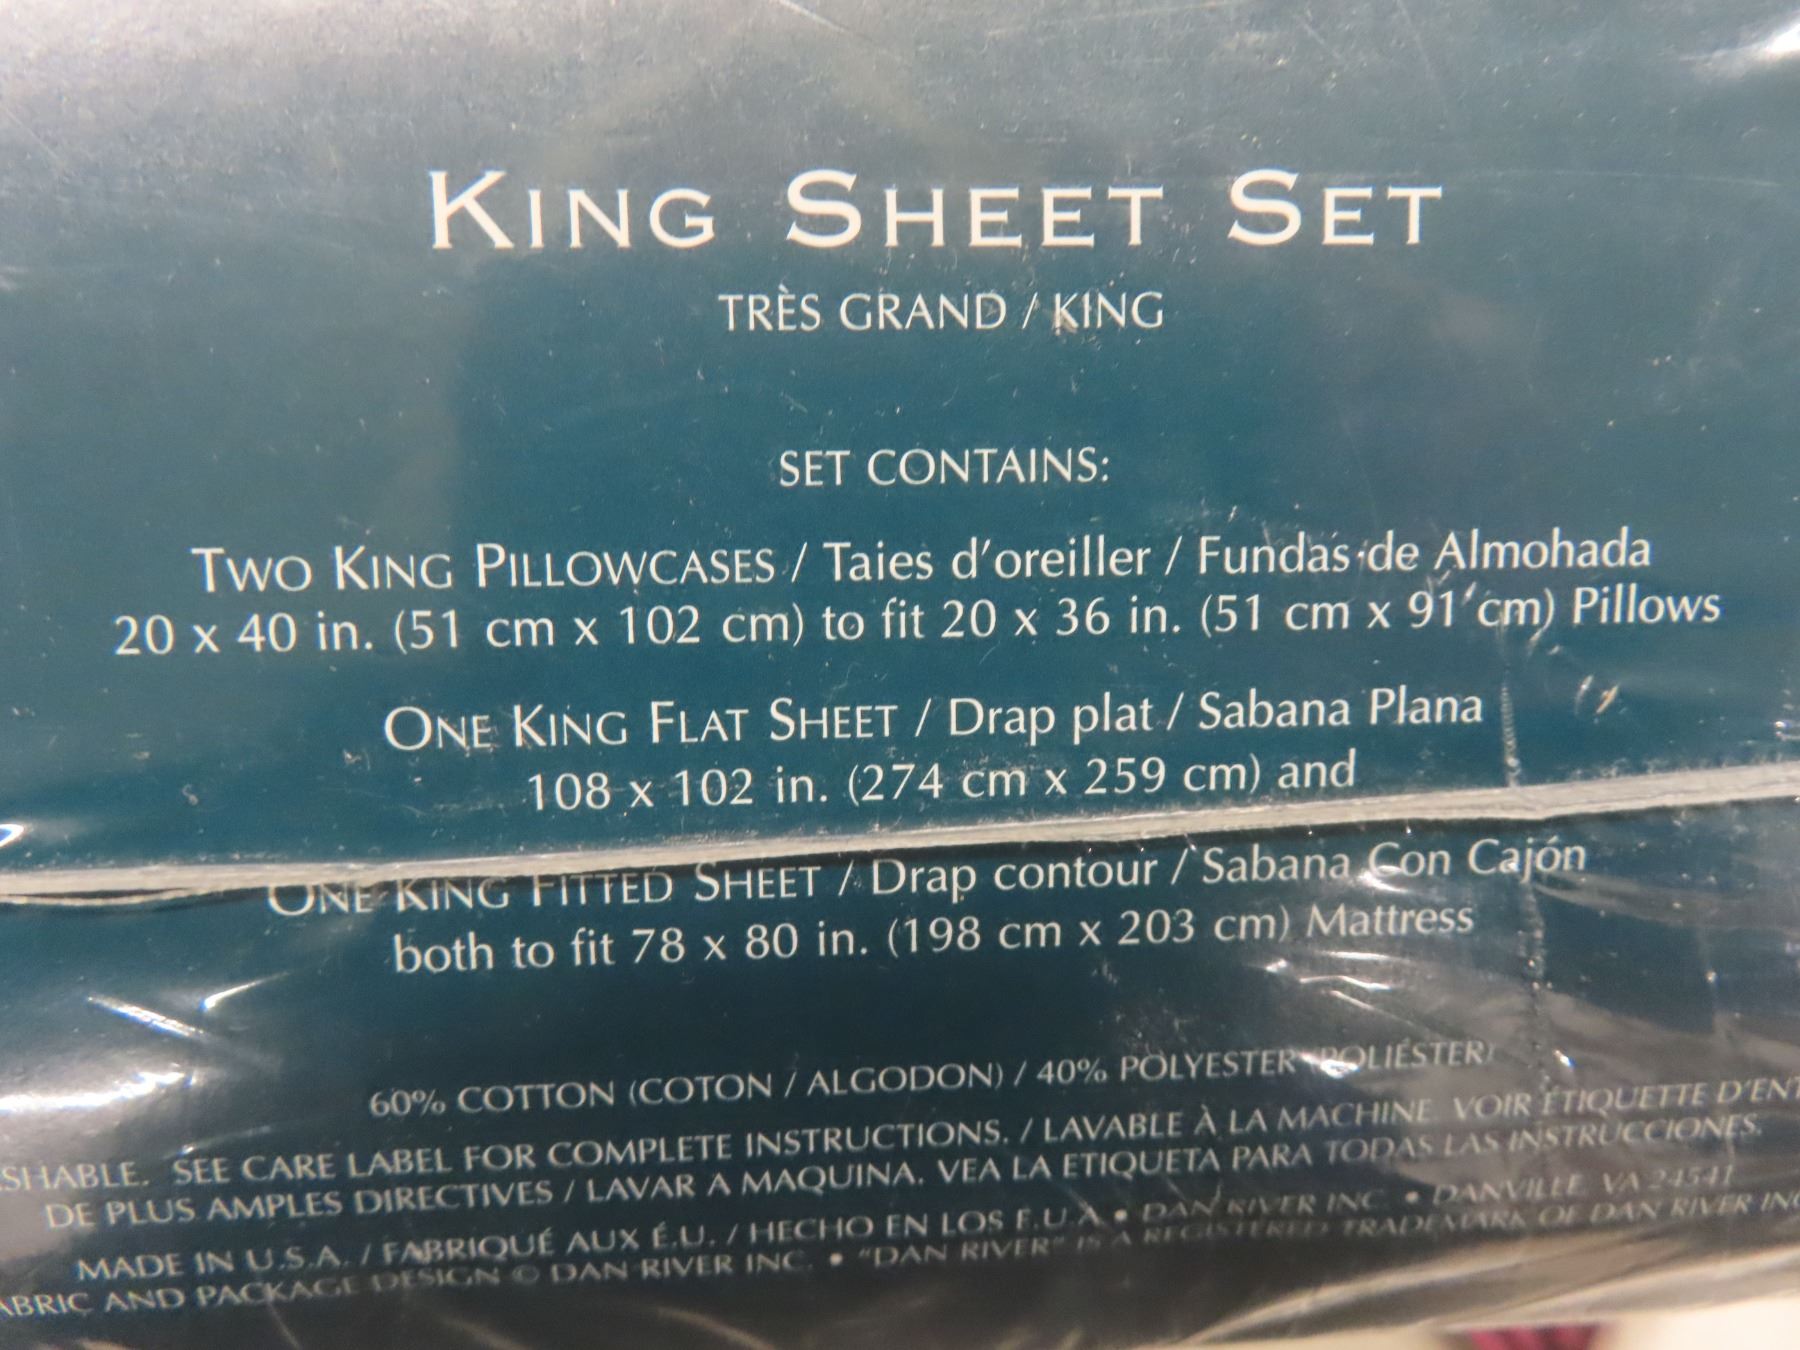 KING SHEET SET
TRÈS GRAND / KING
SET CONTAINS:
TWO KING PILLOWCASES / Taies d'oreiller / Fundas de Almohada
20 x 40 in. (51 cm x 102 cm) to fit 20 x 36 in. (51 cm x 91 cm) Pillows
ONE KING FLAT SHEET / Drap plat / Sabana Plana
108 x 102 in. (274 cm x 259 cm) and
ONE KING FITTED SHEET / Drap contour / Sabana Con Cajón
both to fit 78 x 80 in. (198 cm x 203 cm) Mattress
60% COTTON (COTON / ALGODON) / 40% POLYESTER (POLIÉSTER)
SHABLE. SEE CARE LABEL FOR COMPLETE INSTRUCTIONS. / LAVABLE À LA MACHINE VOIR ÉTIQUETTE D'ENT
DE PLUS AMPLES DIRECTIVES / LAVAR A MAQUINA. VEA LA ETIQUETA PARA TODAS LAS INSTRUCCIONES.
MADE IN U.S.A. / FABRIQUÉ AUX É.U. / HECHO EN LOS E.U.A. • DAN RIVER INC. • DANVILLE, VA 24541
ABRIC AND PACKAGE DESIGN © DAN RIVER INC. • "DAN RIVER" IS A REGISTERED TRADEMARK OF DAN RIVER INC